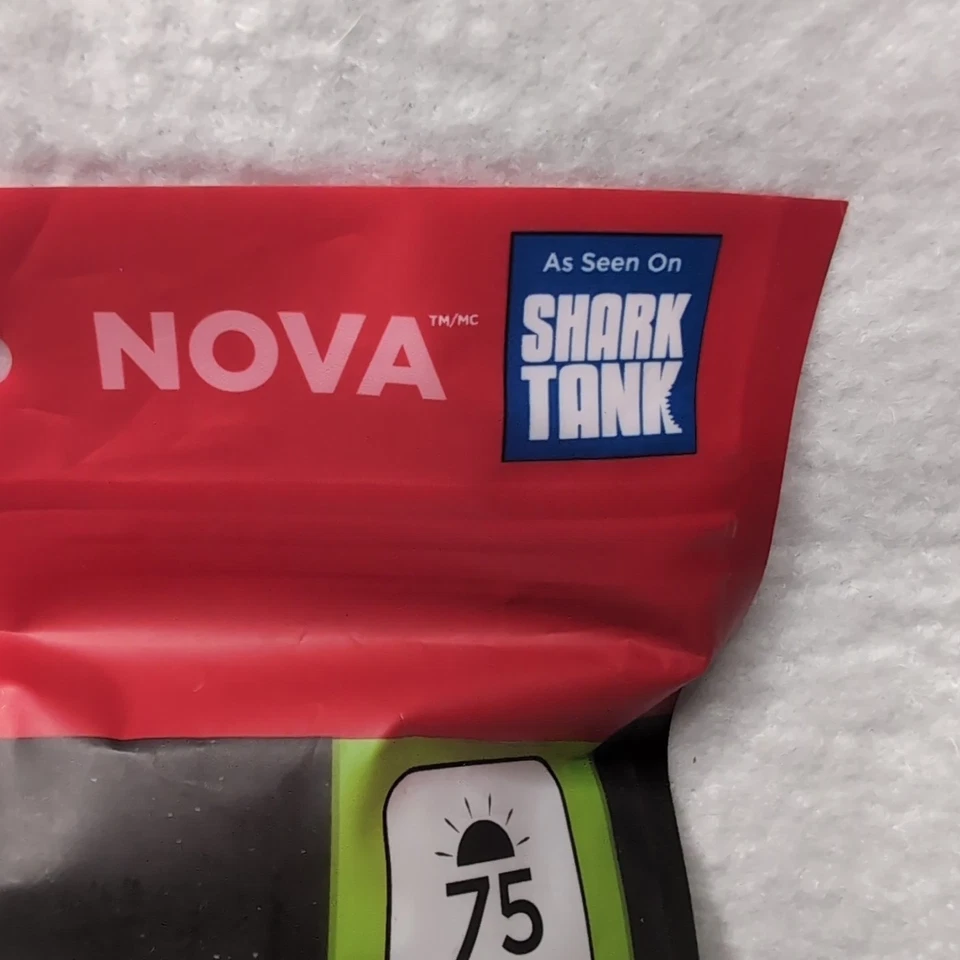 NOVA™/MC
As Seen On
SHARK
TANK
75